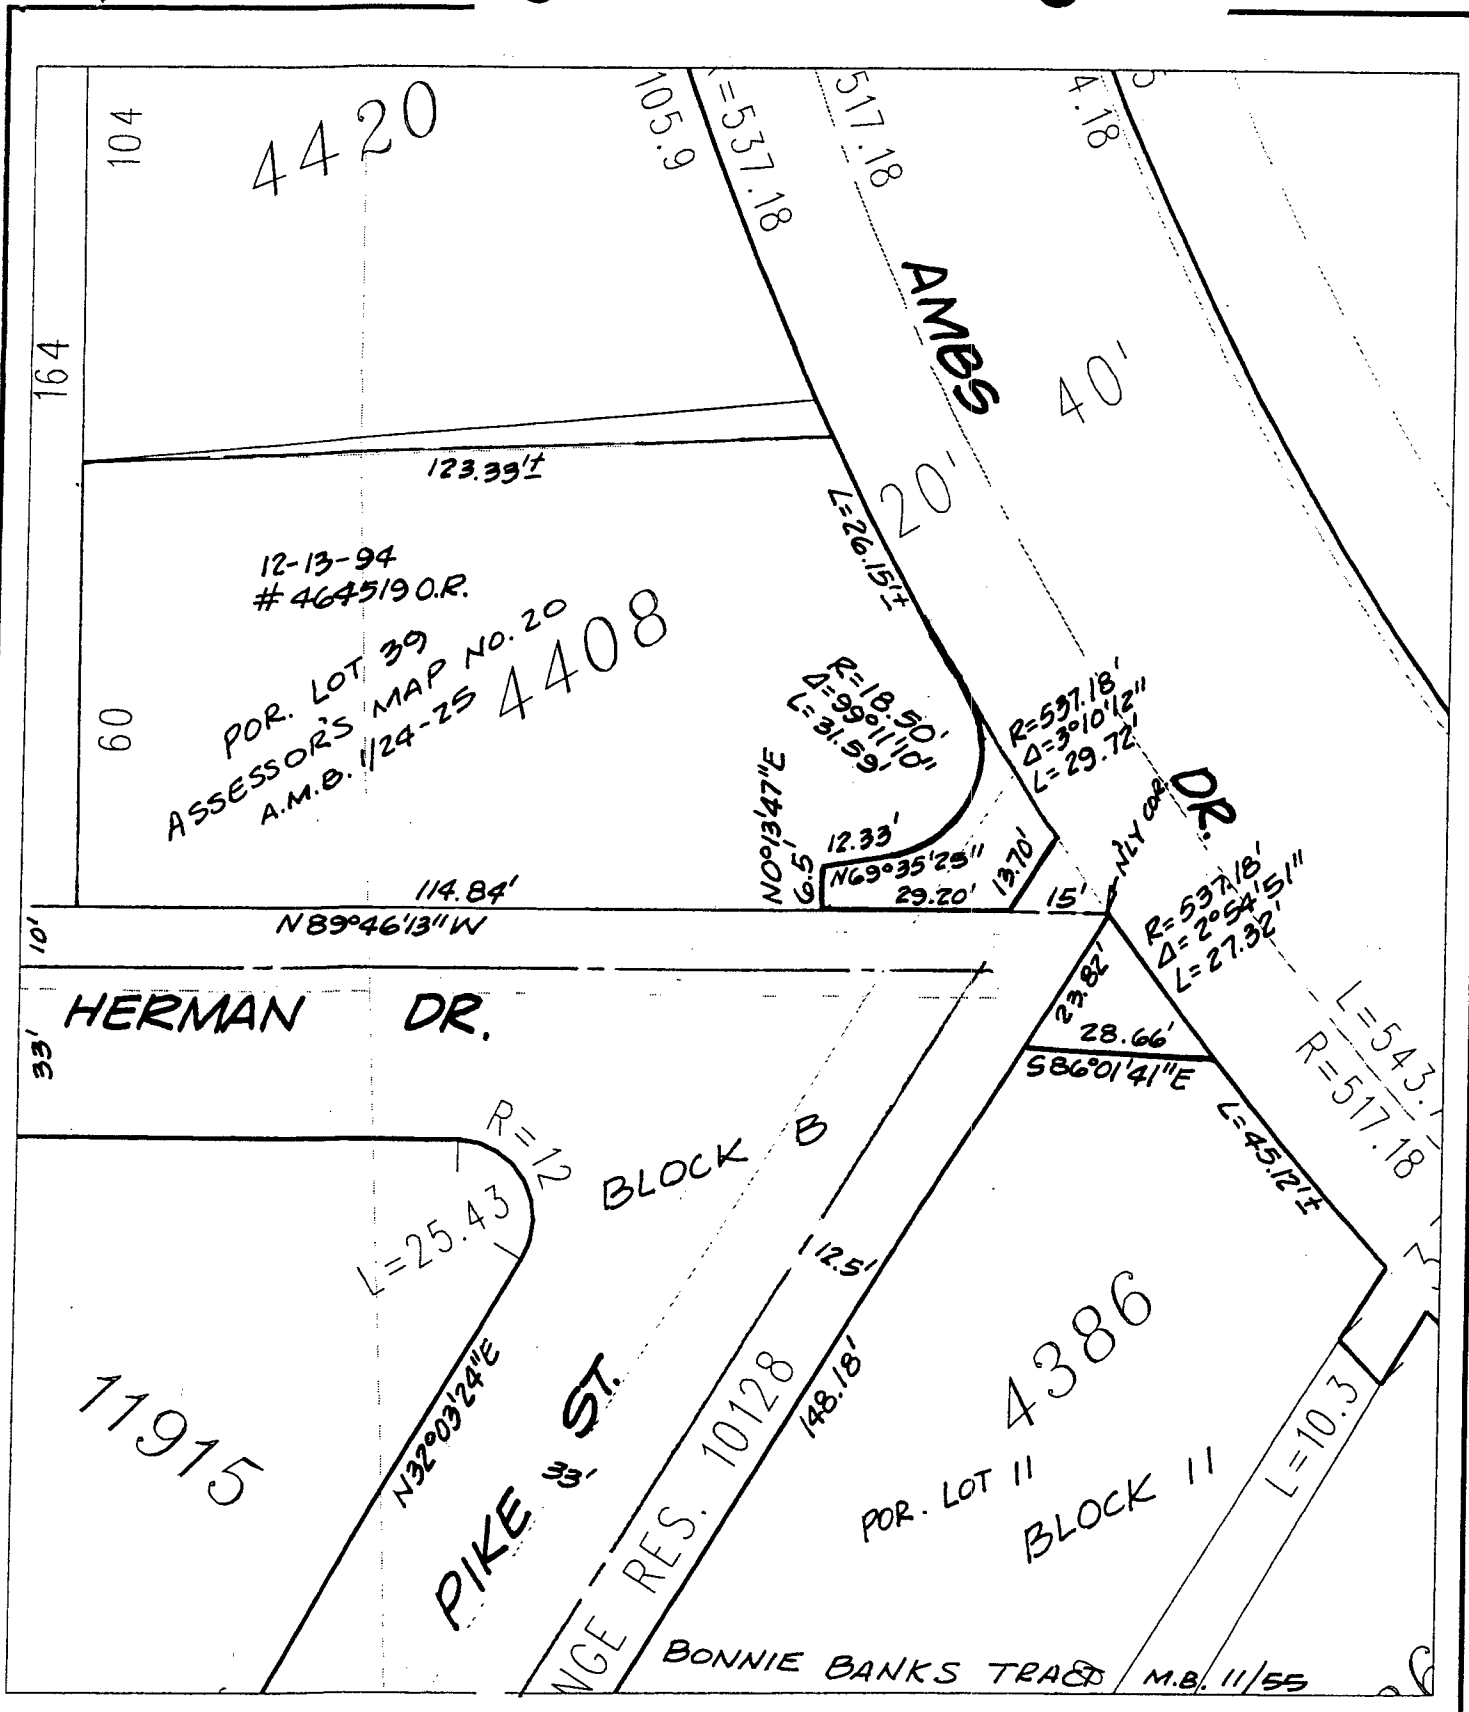 104
4420
105.9
R=537.18
517.18
4.18
AMBS
40'
164
123.33'±
20'
L=26.15'±
12-13-94
# 4645190.R.
POR. LOT 39
ASSESSOR'S MAP NO. 20
A.M.B. 1/24-25
4408
60
R=18.50'
Δ=99°11'10"
L=31.59'
R=537.18'
Δ=3°10'12"
L=29.72'
N0°13'47"E
6.5'
12.33'
N69°35'25"
29.20'
13.70'
15'
N'LY COR.
DR.
114.84'
N89°46'13"W
10'
R=537.18'
Δ=2°54'51"
L=27.32'
HERMAN DR.
33'
23.82'
28.66'
S86°01'41"E
L=543.
R=517.18
L=45.12'±
R=12
L=25.43
BLOCK B
12.5'
11915
N32°03'24"E
PIKE ST.
33'
148.18'
4386
NGE RES. 10128
POR. LOT 11
BLOCK 11
L=10.3
BONNIE BANKS TRACT M.B. 11/55